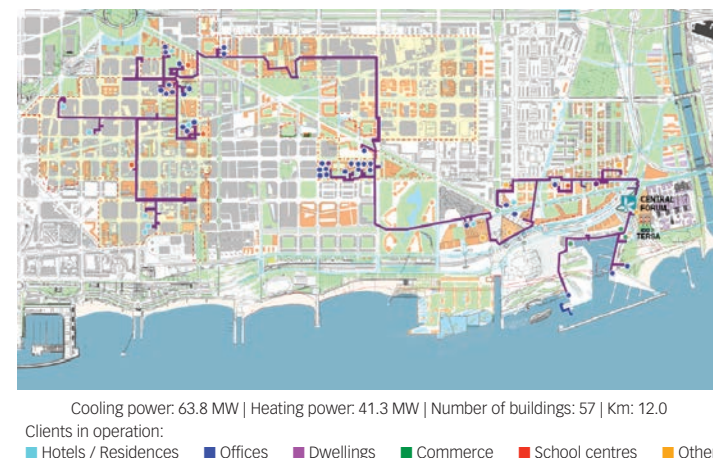 CENTRAL
FORUM
TERSA
Cooling power: 63.8 MW | Heating power: 41.3 MW | Number of buildings: 57 | Km: 12.0
Clients in operation:
Hotels / Residences Offices Dwellings Commerce School centres Other